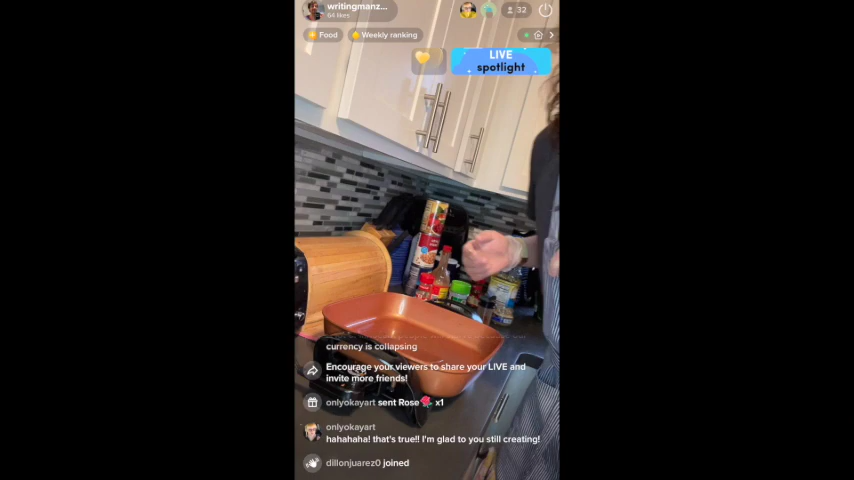 writingmanz...
64 likes
32
Food
Weekly ranking
LIVE
spotlight
currency is collapsing
Encourage your viewers to share your LIVE and
invite more friends!
onlyokayart sent Rose x1
onlyokayart
hahahaha! that's true!! I'm glad to you still creating!
dillonjuarez0 joined